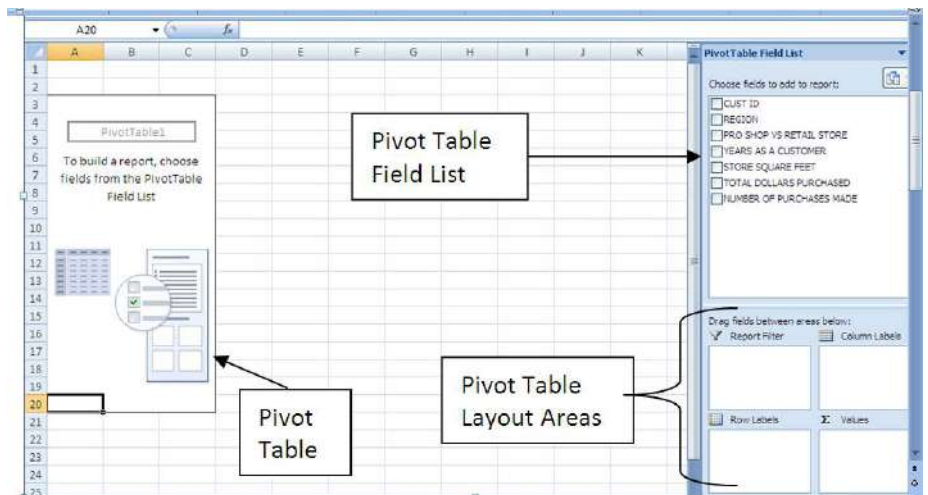 A20
fx
A B C D E F G H I J K
PivotTable Field List
1
2
Choose fields to add to report:
3
CUST ID
4
REGION
PivotTable1
5
PRO SHOP VS RETAIL STORE
Pivot Table
Field List
6
YEARS AS A CUSTOMER
To build a report, choose
7
STORE SQUARE FEET
fields from the PivotTable
8
TOTAL DOLLARS PURCHASED
Field List
9
NUMBER OF PURCHASES MADE
10
11
12
13
14
15
Drag fields between areas below:
16
Report Filter
Column Labels
17
18
19
20
Pivot Table
Layout Areas
21
Pivot
Table
Row Labels
Σ Values
22
23
24
25